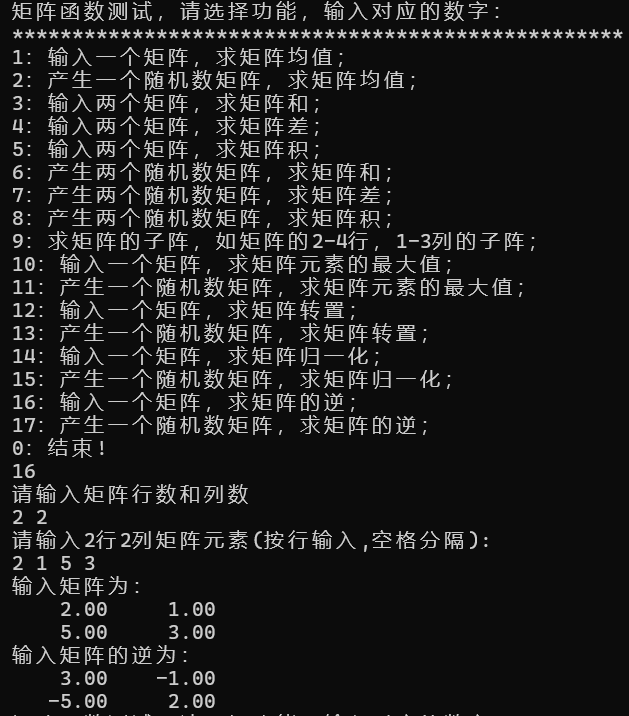 矩阵函数测试，请选择功能，输入对应的数字：
***************************************************
1: 输入一个矩阵，求矩阵均值；
2: 产生一个随机数矩阵，求矩阵均值；
3: 输入两个矩阵，求矩阵和；
4: 输入两个矩阵，求矩阵差；
5: 输入两个矩阵，求矩阵积；
6: 产生两个随机数矩阵，求矩阵和；
7: 产生两个随机数矩阵，求矩阵差；
8: 产生两个随机数矩阵，求矩阵积；
9: 求矩阵的子阵，如矩阵的2-4行，1-3列的子阵；
10: 输入一个矩阵，求矩阵元素的最大值；
11: 产生一个随机数矩阵，求矩阵元素的最大值；
12: 输入一个矩阵，求矩阵转置；
13: 产生一个随机数矩阵，求矩阵转置；
14: 输入一个矩阵，求矩阵归一化；
15: 产生一个随机数矩阵，求矩阵归一化；
16: 输入一个矩阵，求矩阵的逆；
17: 产生一个随机数矩阵，求矩阵的逆；
0: 结束！
16
请输入矩阵行数和列数
2 2
请输入2行2列矩阵元素(按行输入,空格分隔):
2 1 5 3
输入矩阵为：
2.00 1.00
5.00 3.00
输入矩阵的逆为：
3.00 -1.00
-5.00 2.00